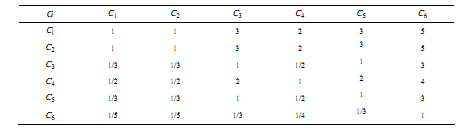 G C₁ C₂ C₃ C₄ C₅ C₆
C₁ 1 1 3 2 3 5
C₂ 1 1 3 2 3 5
C₃ 1/3 1/3 1 1/2 1 3
C₄ 1/2 1/2 2 1 2 4
C₅ 1/3 1/3 1 1/2 1 3
C₆ 1/5 1/5 1/3 1/4 1/3 1